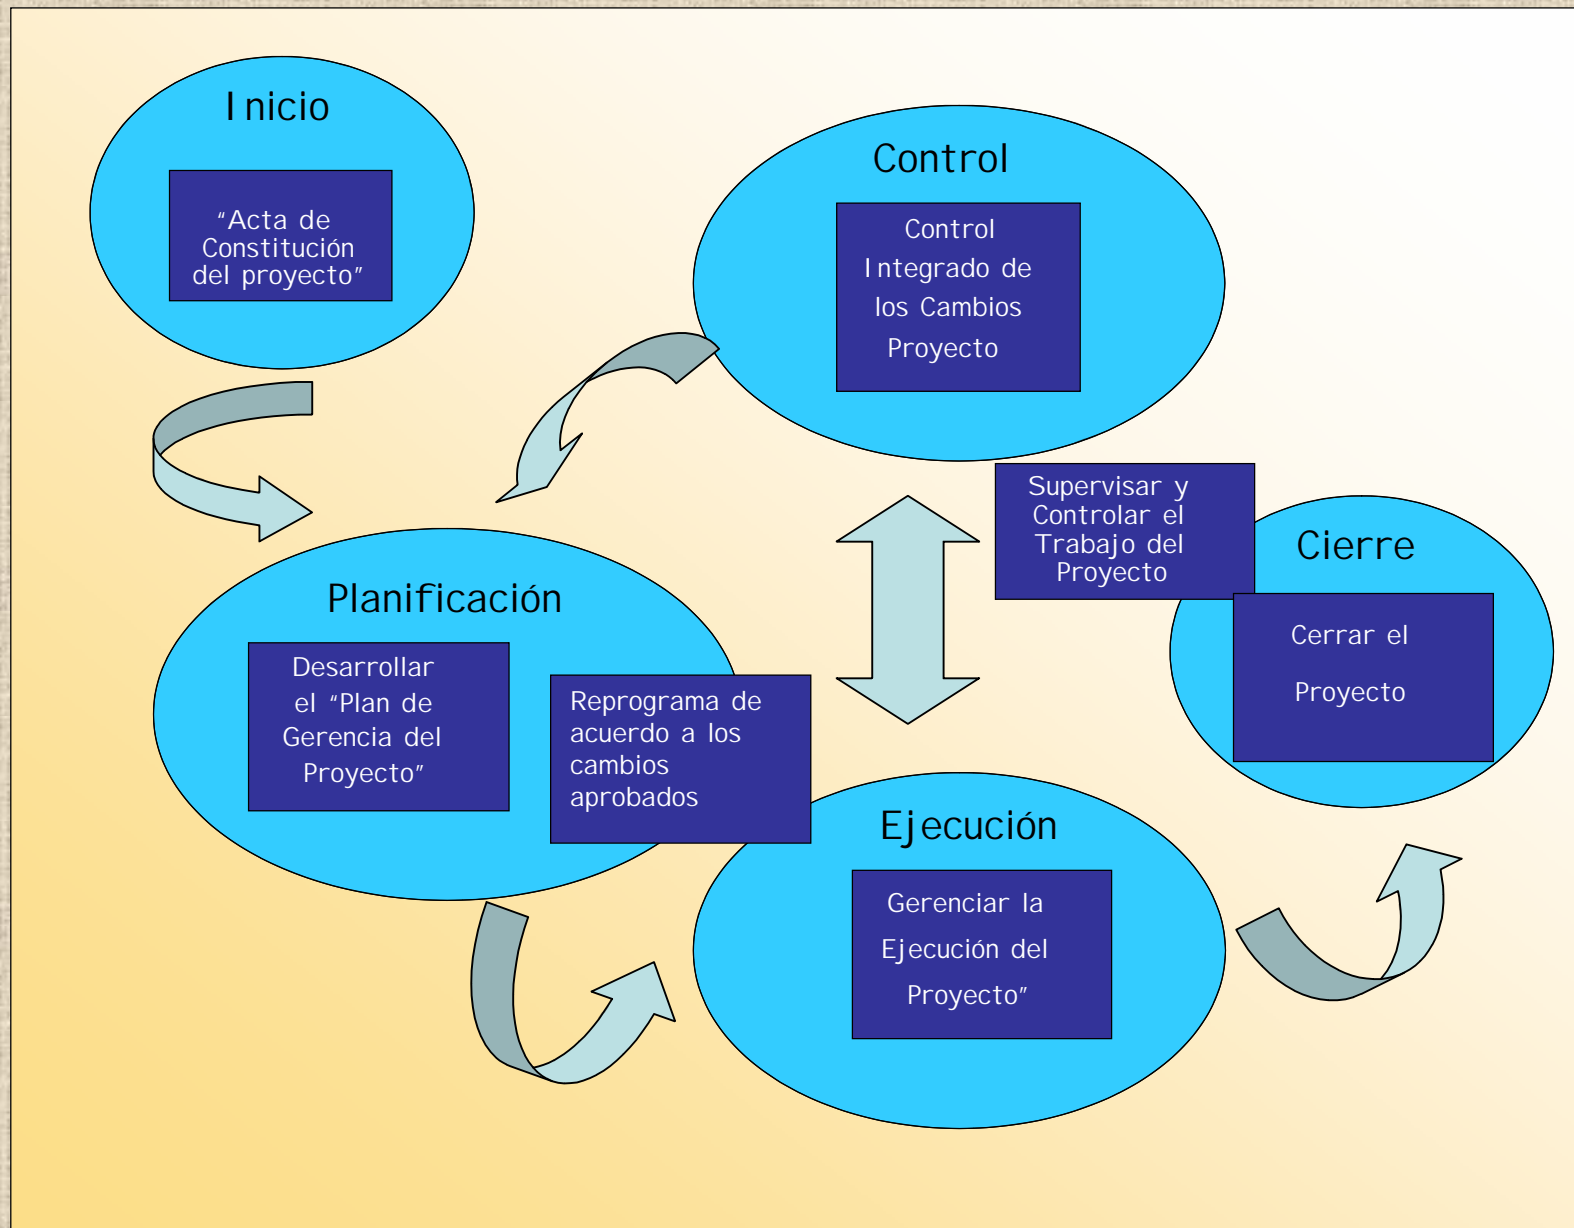 Inicio
“Acta de
Constitución
del proyecto”
Control
Control
Integrado de
los Cambios
Proyecto
Supervisar y
Controlar el
Trabajo del
Proyecto
Cierre
Cerrar el
Proyecto
Planificación
Desarrollar
el “Plan de
Gerencia del
Proyecto”
Reprograma de
acuerdo a los
cambios
aprobados
Ejecución
Gerenciar la
Ejecución del
Proyecto”